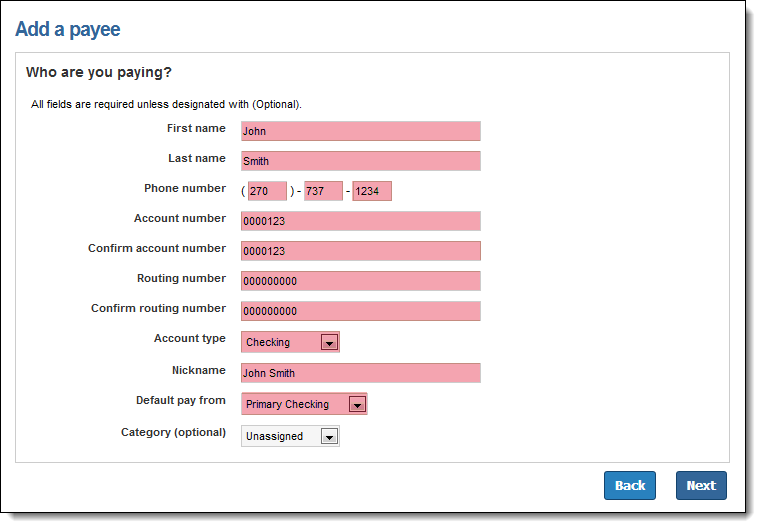 Add a payee
Who are you paying?
All fields are required unless designated with (Optional).
First name John
Last name Smith
Phone number ( 270 ) - 737 - 1234
Account number 0000123
Confirm account number 0000123
Routing number 000000000
Confirm routing number 000000000
Account type Checking
Nickname John Smith
Default pay from Primary Checking
Category (optional) Unassigned
Back Next